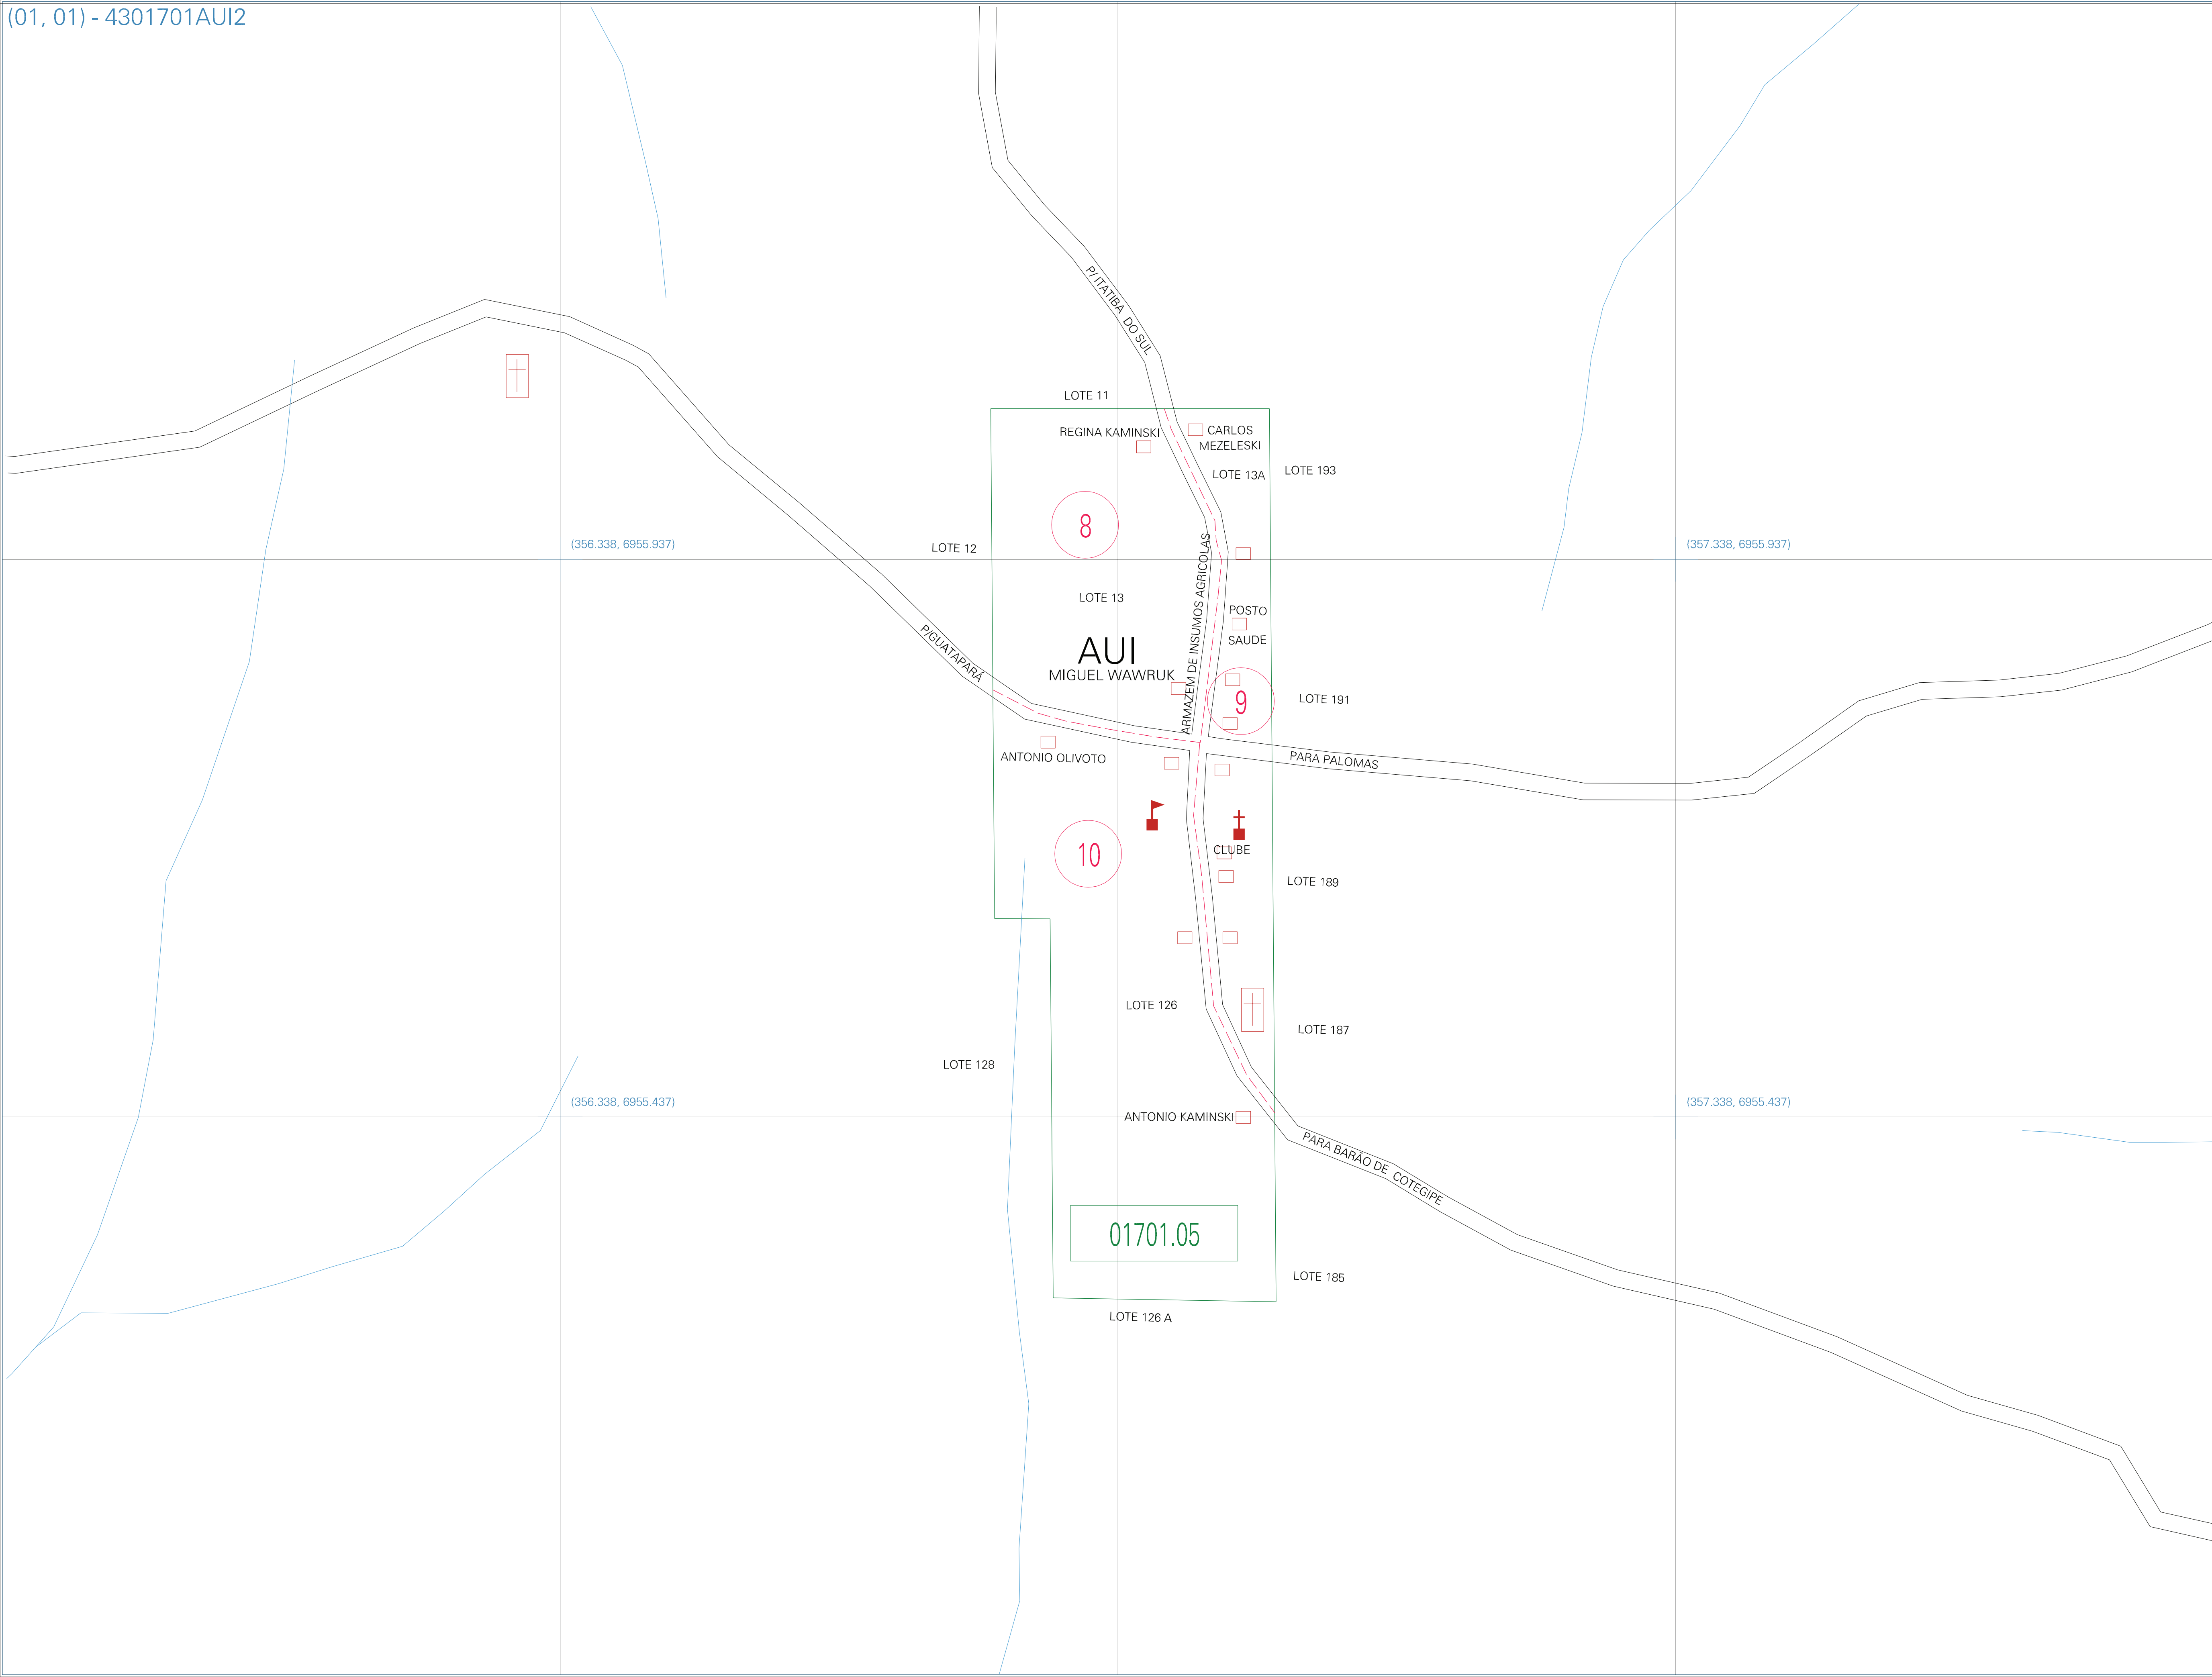 (01, 01) - 4301701AUI2
P/ ITATIBA DO SUL
LOTE 11
REGINA KAMINSKI
CARLOS
MEZELESKI
LOTE 13A
LOTE 193
8
LOTE 12
(356.338, 6955.937)
(357.338, 6955.937)
ARMAZEM DE INSUMOS AGRICOLAS
LOTE 13
POSTO
SAUDE
P/GUATAPARÁ
AUI
MIGUEL WAWRUK
9
LOTE 191
ANTONIO OLIVOTO
PARA PALOMAS
10
CLUBE
LOTE 189
LOTE 126
LOTE 187
LOTE 128
(356.338, 6955.437)
(357.338, 6955.437)
ANTONIO KAMINSKI
PARA BARÃO DE COTEGIPE
01701.05
LOTE 185
LOTE 126 A